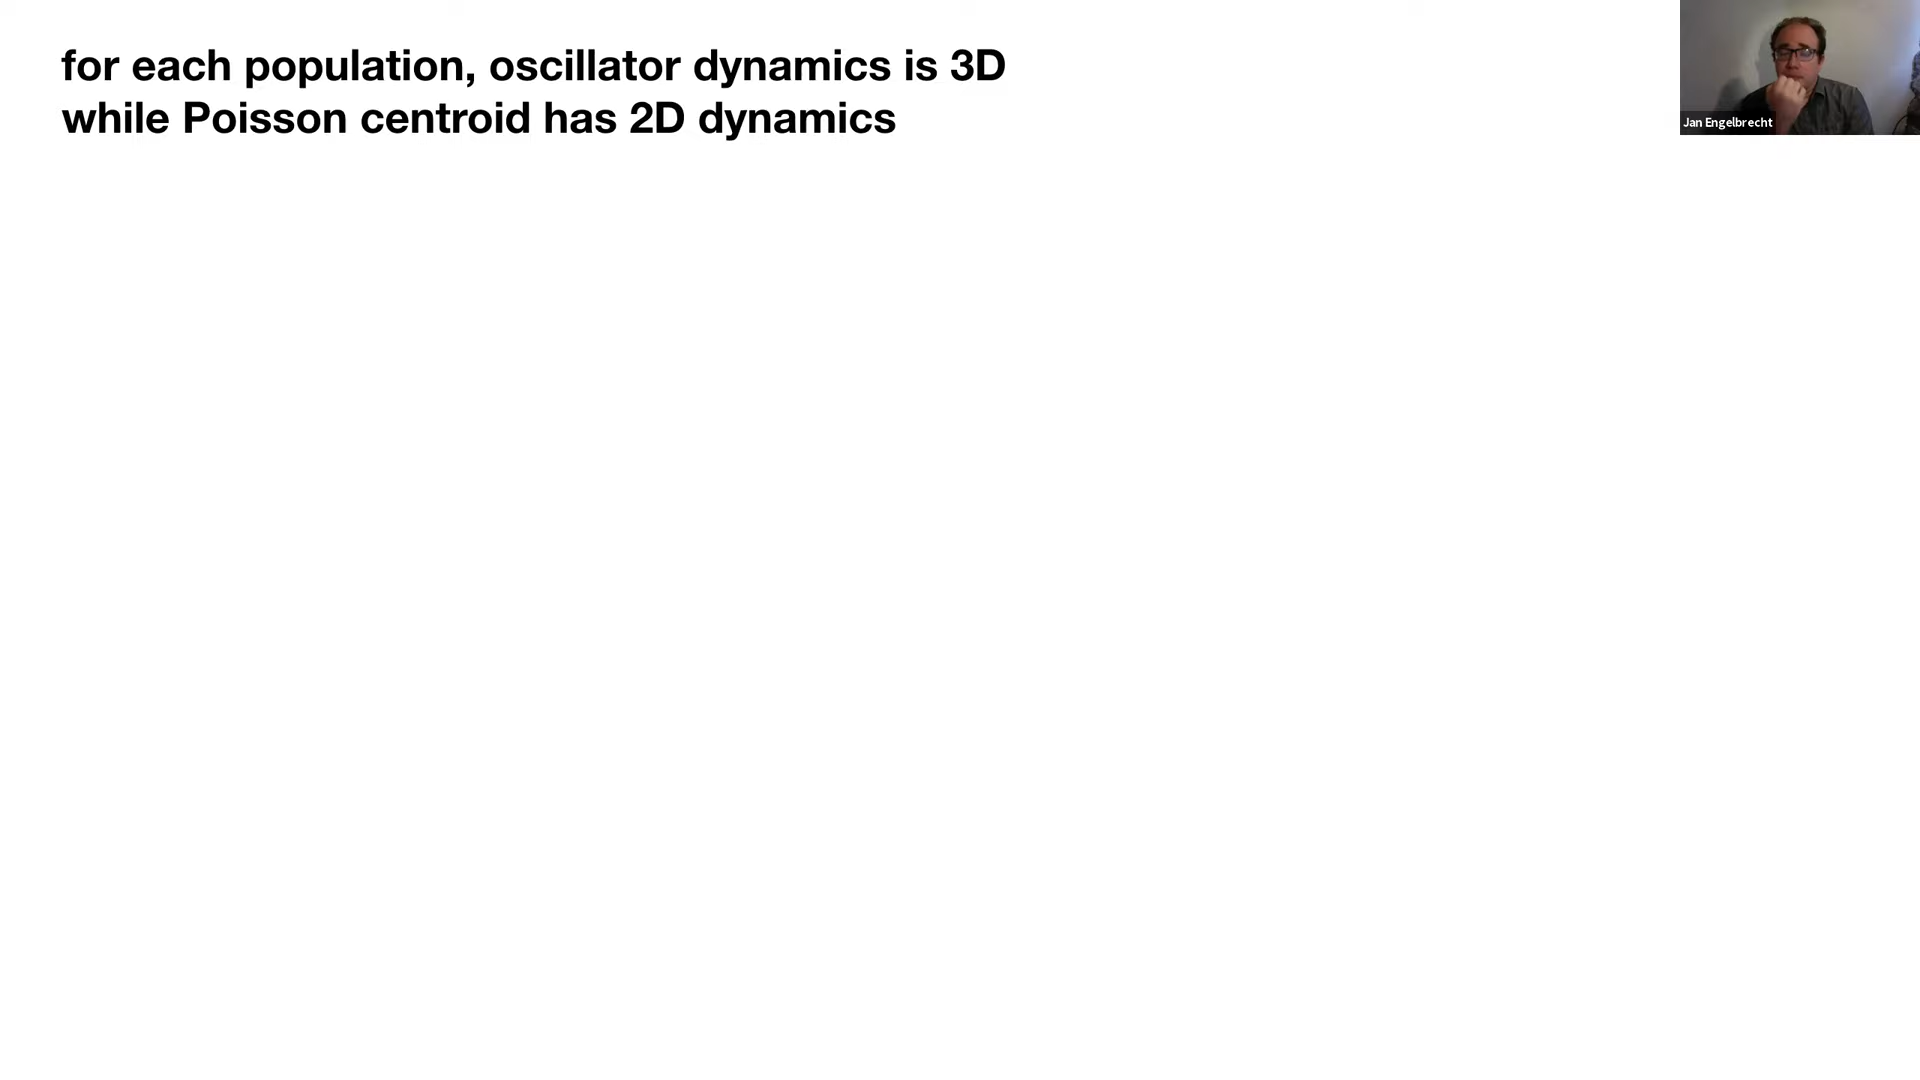 for each population, oscillator dynamics is 3D
while Poisson centroid has 2D dynamics
Jan Engelbrecht